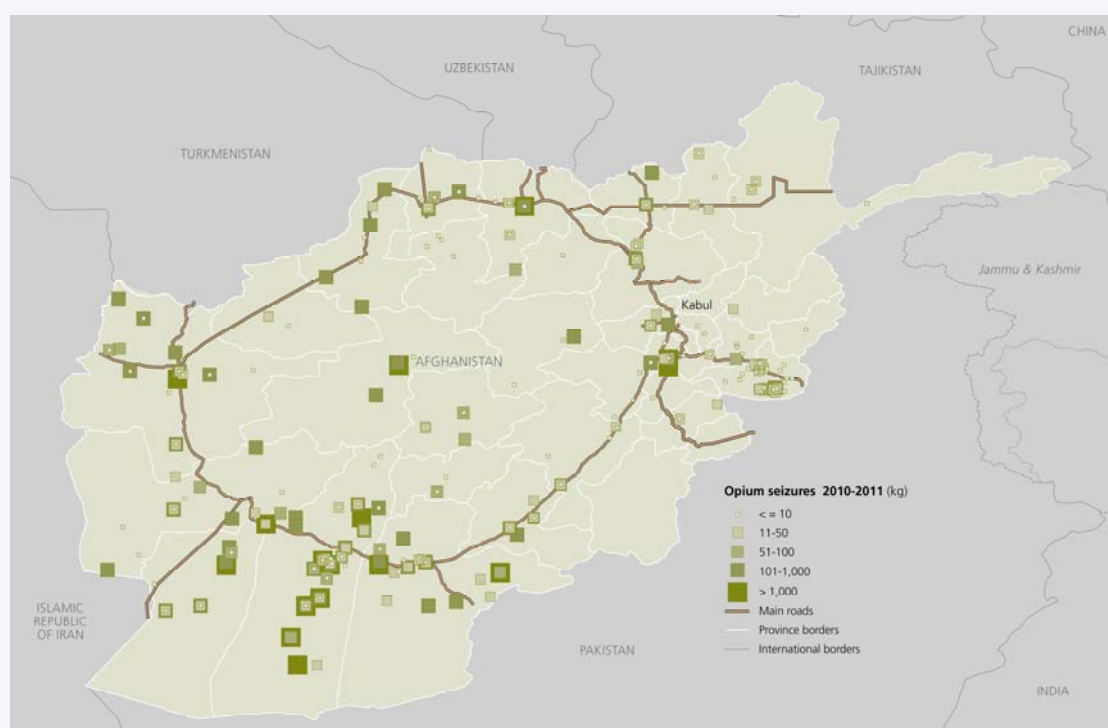 CHINA
UZBEKISTAN
TAJIKISTAN
TURKMENISTAN
Jammu & Kashmir
Kabul
AFGHANISTAN
Opium seizures 2010-2011 (kg)
< = 10
11-50
51-100
101-1,000
> 1,000
Main roads
Province borders
International borders
ISLAMIC
REPUBLIC
OF IRAN
PAKISTAN
INDIA